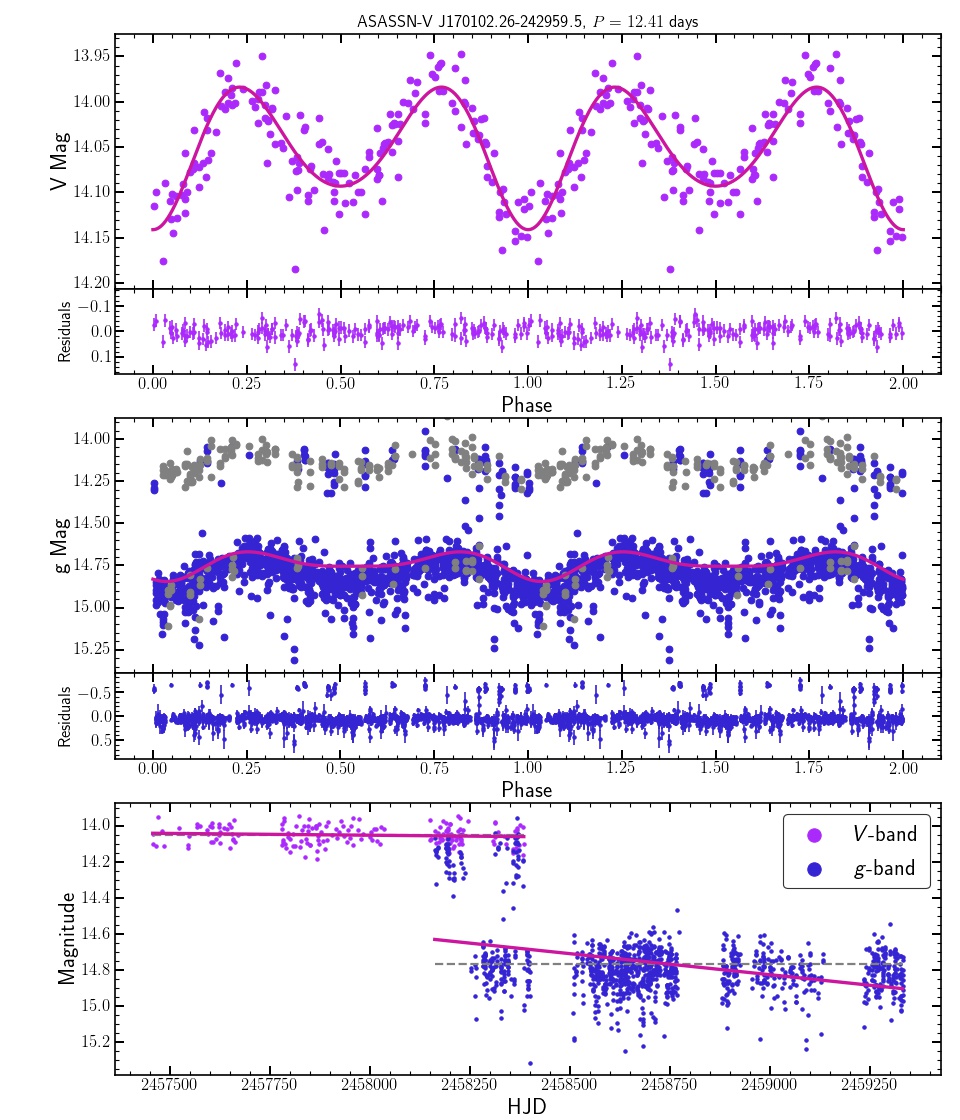 ASASSN-V J170102.26-242959.5, P = 12.41 days
V Mag
13.95
14.00
14.05
14.10
14.15
14.20
Residuals
−0.1
0.0
0.1
0.00 0.25 0.50 0.75 1.00 1.25 1.50 1.75 2.00
Phase
g Mag
14.00
14.25
14.50
14.75
15.00
15.25
Residuals
−0.5
0.0
0.5
0.00 0.25 0.50 0.75 1.00 1.25 1.50 1.75 2.00
Phase
Magnitude
14.0
14.2
14.4
14.6
14.8
15.0
15.2
V-band
g-band
2457500 2457750 2458000 2458250 2458500 2458750 2459000 2459250
HJD